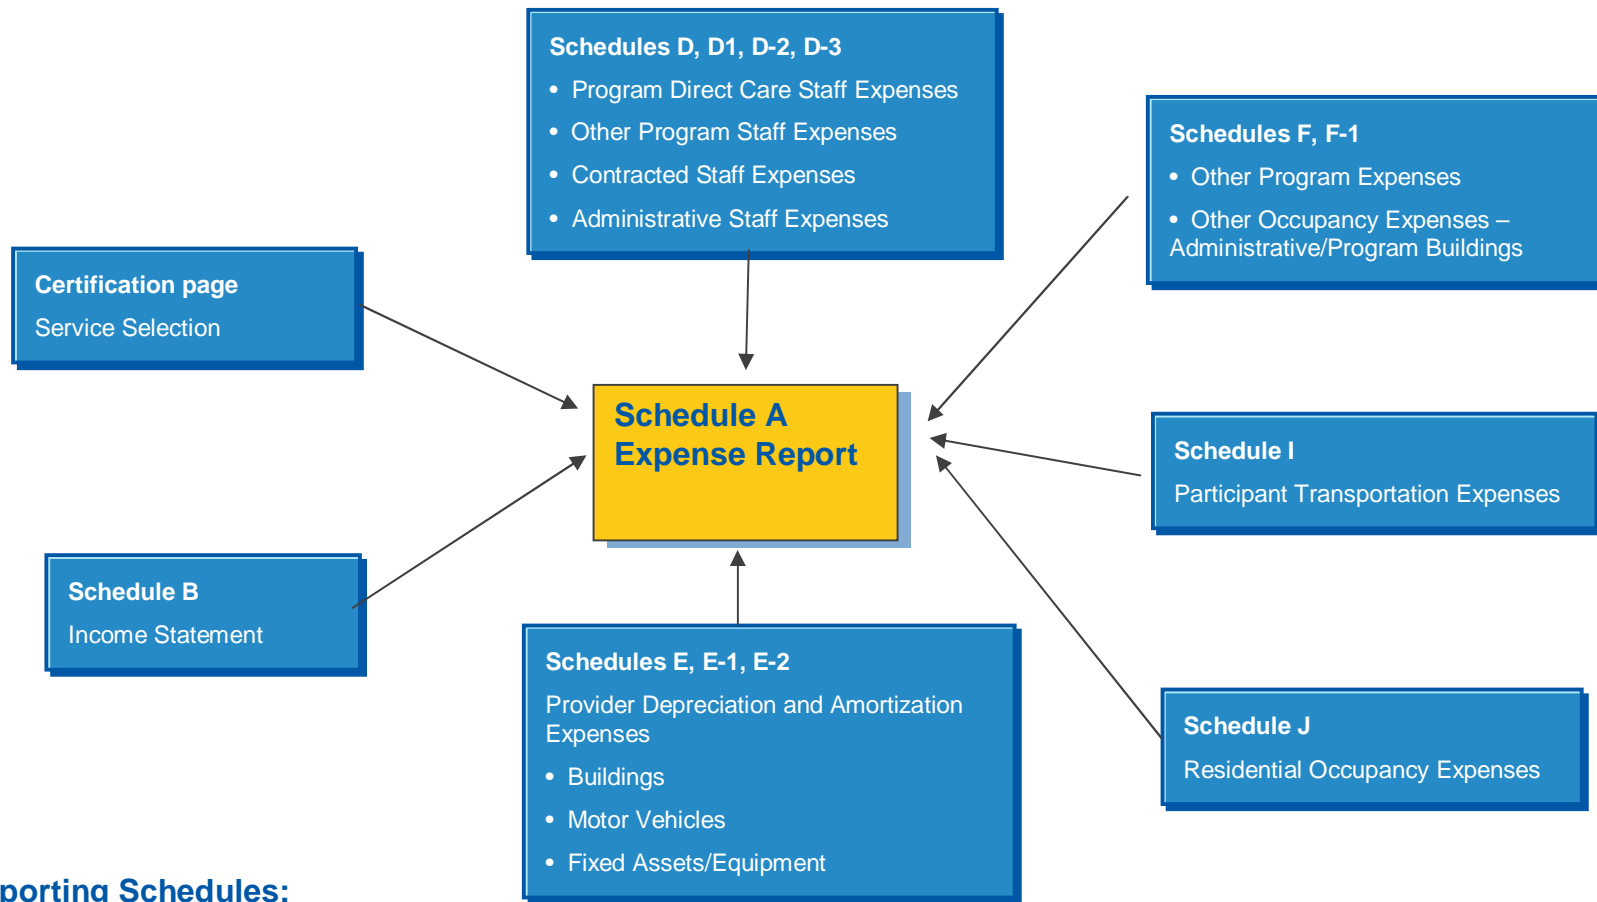 Schedules D, D1, D-2, D-3
• Program Direct Care Staff Expenses
• Other Program Staff Expenses
• Contracted Staff Expenses
• Administrative Staff Expenses
Schedules F, F-1
• Other Program Expenses
• Other Occupancy Expenses –
Administrative/Program Buildings
Certification page
Service Selection
Schedule A
Expense Report
Schedule I
Participant Transportation Expenses
Schedule B
Income Statement
Schedules E, E-1, E-2
Provider Depreciation and Amortization
Expenses
• Buildings
• Motor Vehicles
• Fixed Assets/Equipment
Schedule J
Residential Occupancy Expenses
porting Schedules: